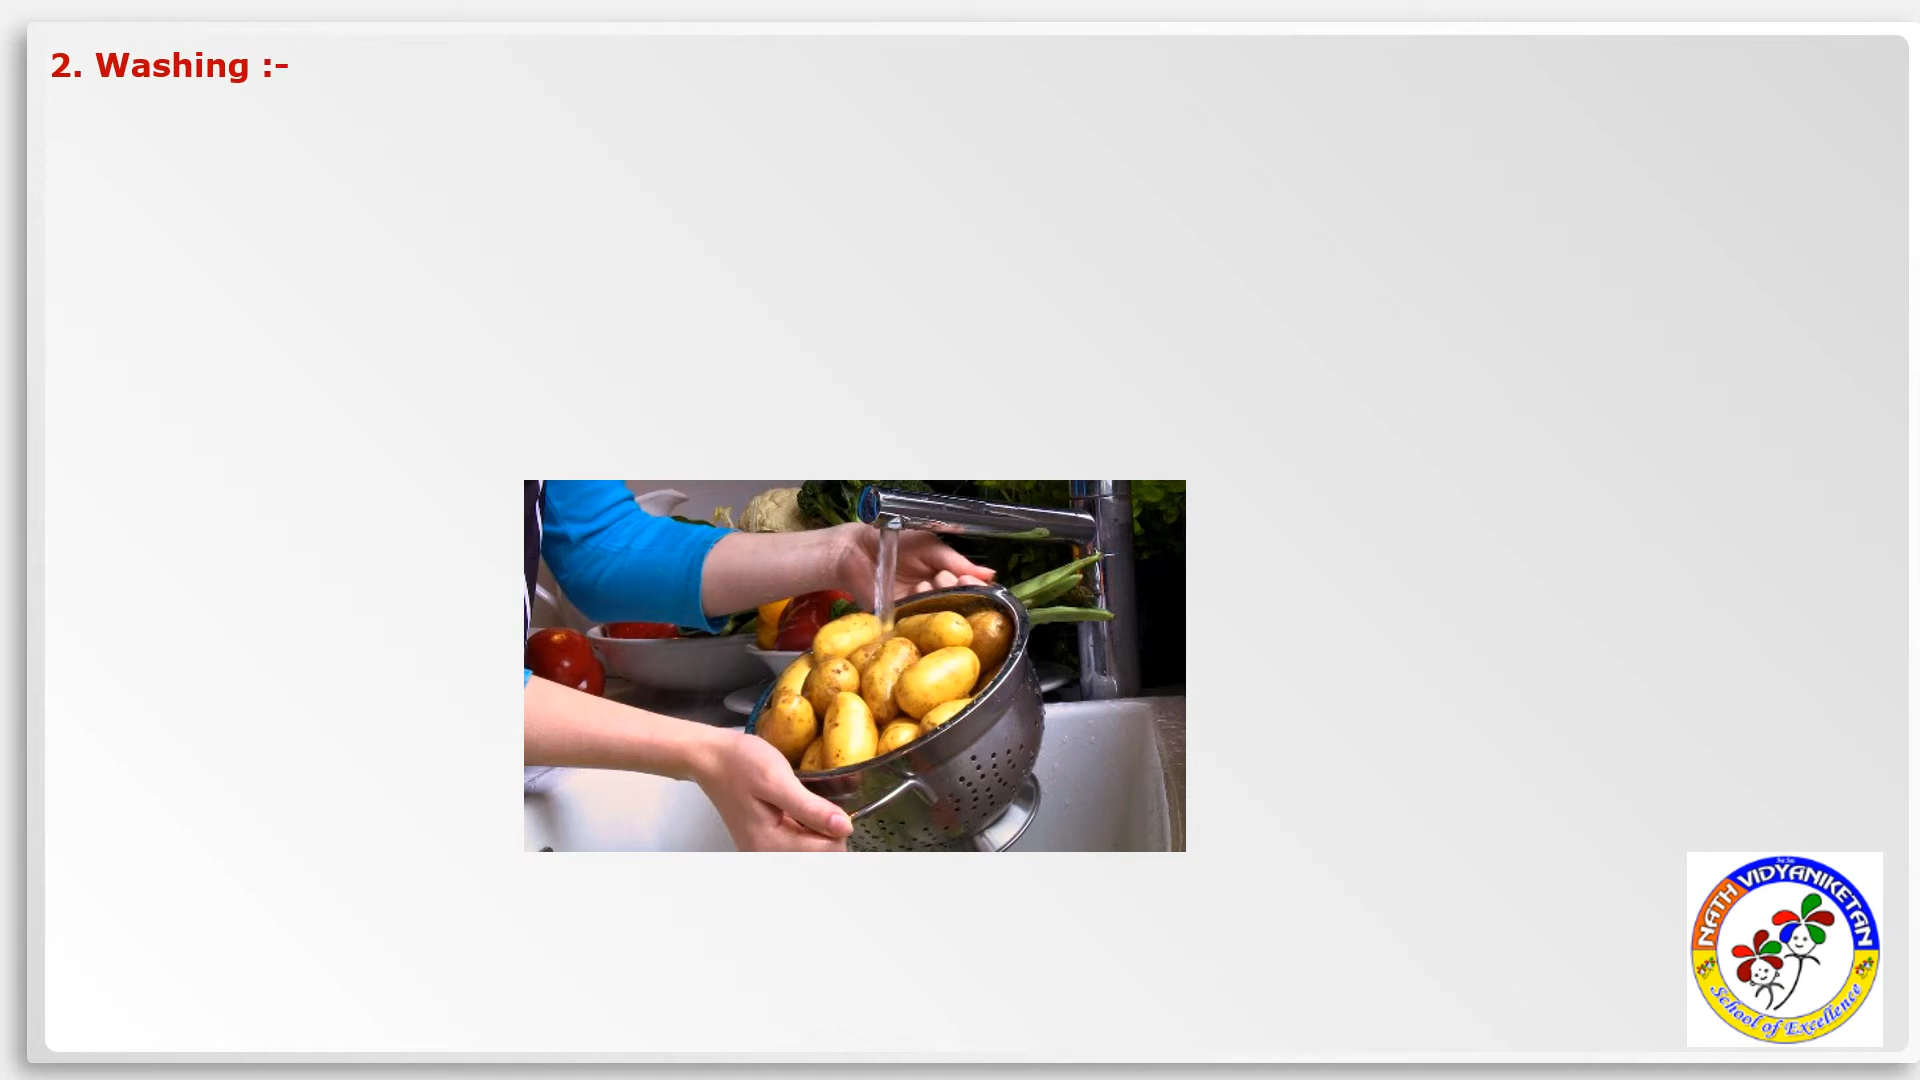 2. Washing :-
NATH VIDYANIKETAN
School of Excellence